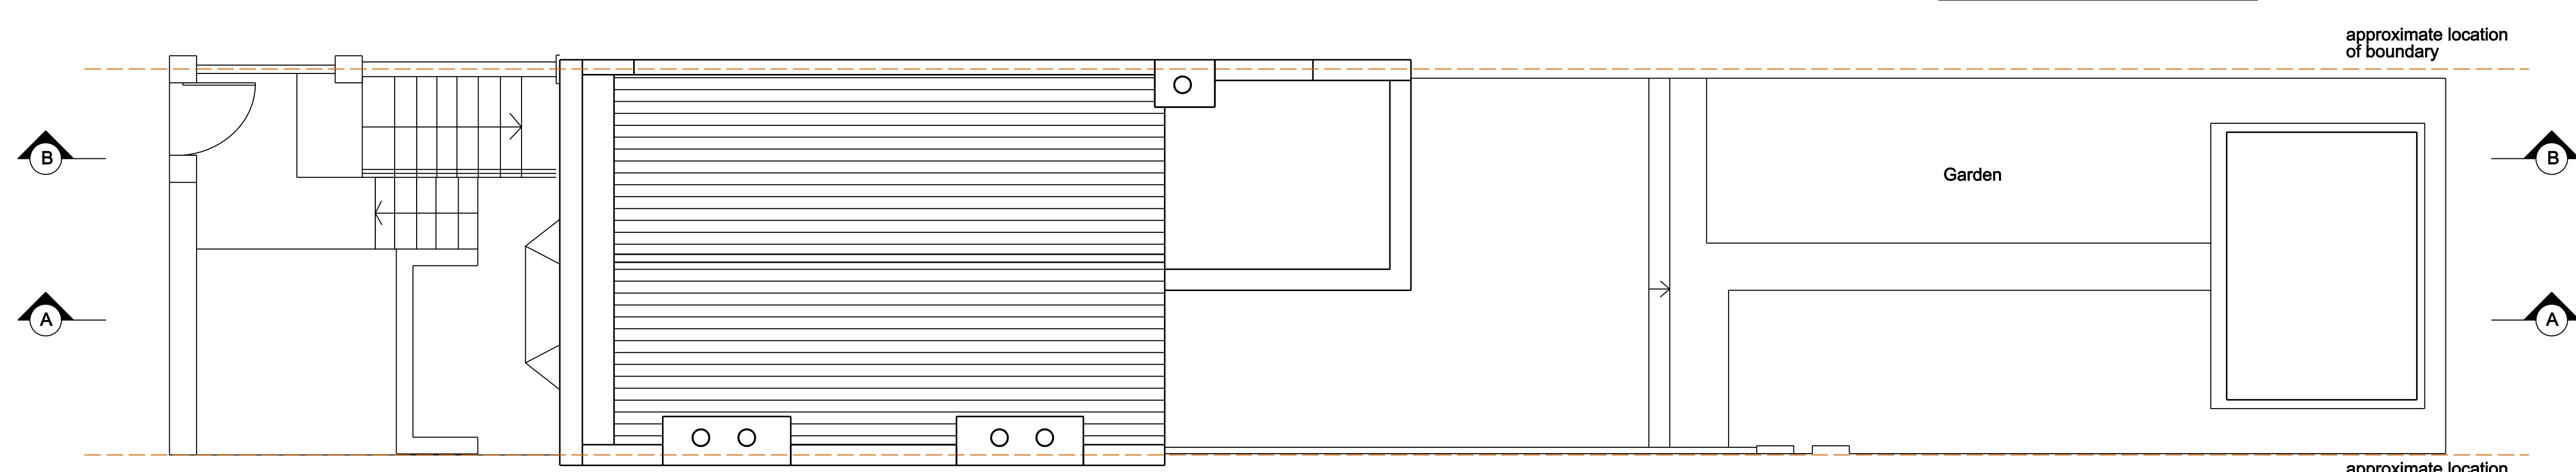 approximate location
of boundary
B
B
Garden
A
A
approximate location